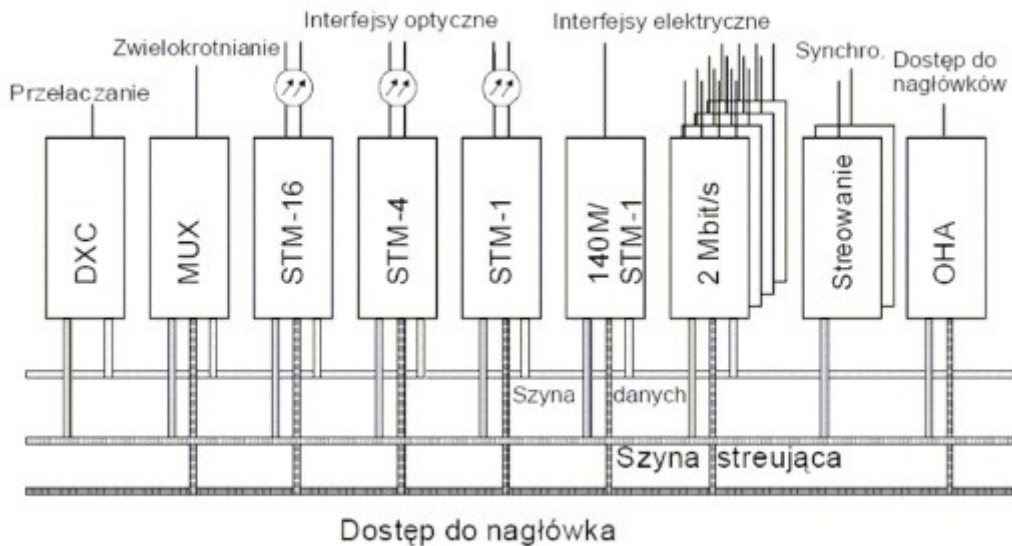 Interfejsy optyczne
Interfejsy elektryczne
Zwielokrotnianie
Synchro.
Dostęp do
nagłówków
Przełaczanie
DXC
MUX
STM-16
STM-4
STM-1
140M/
STM-1
2 Mbit/s
Streowanie
OHA
Szyna danych
Szyna streująca
Dostęp do nagłówka